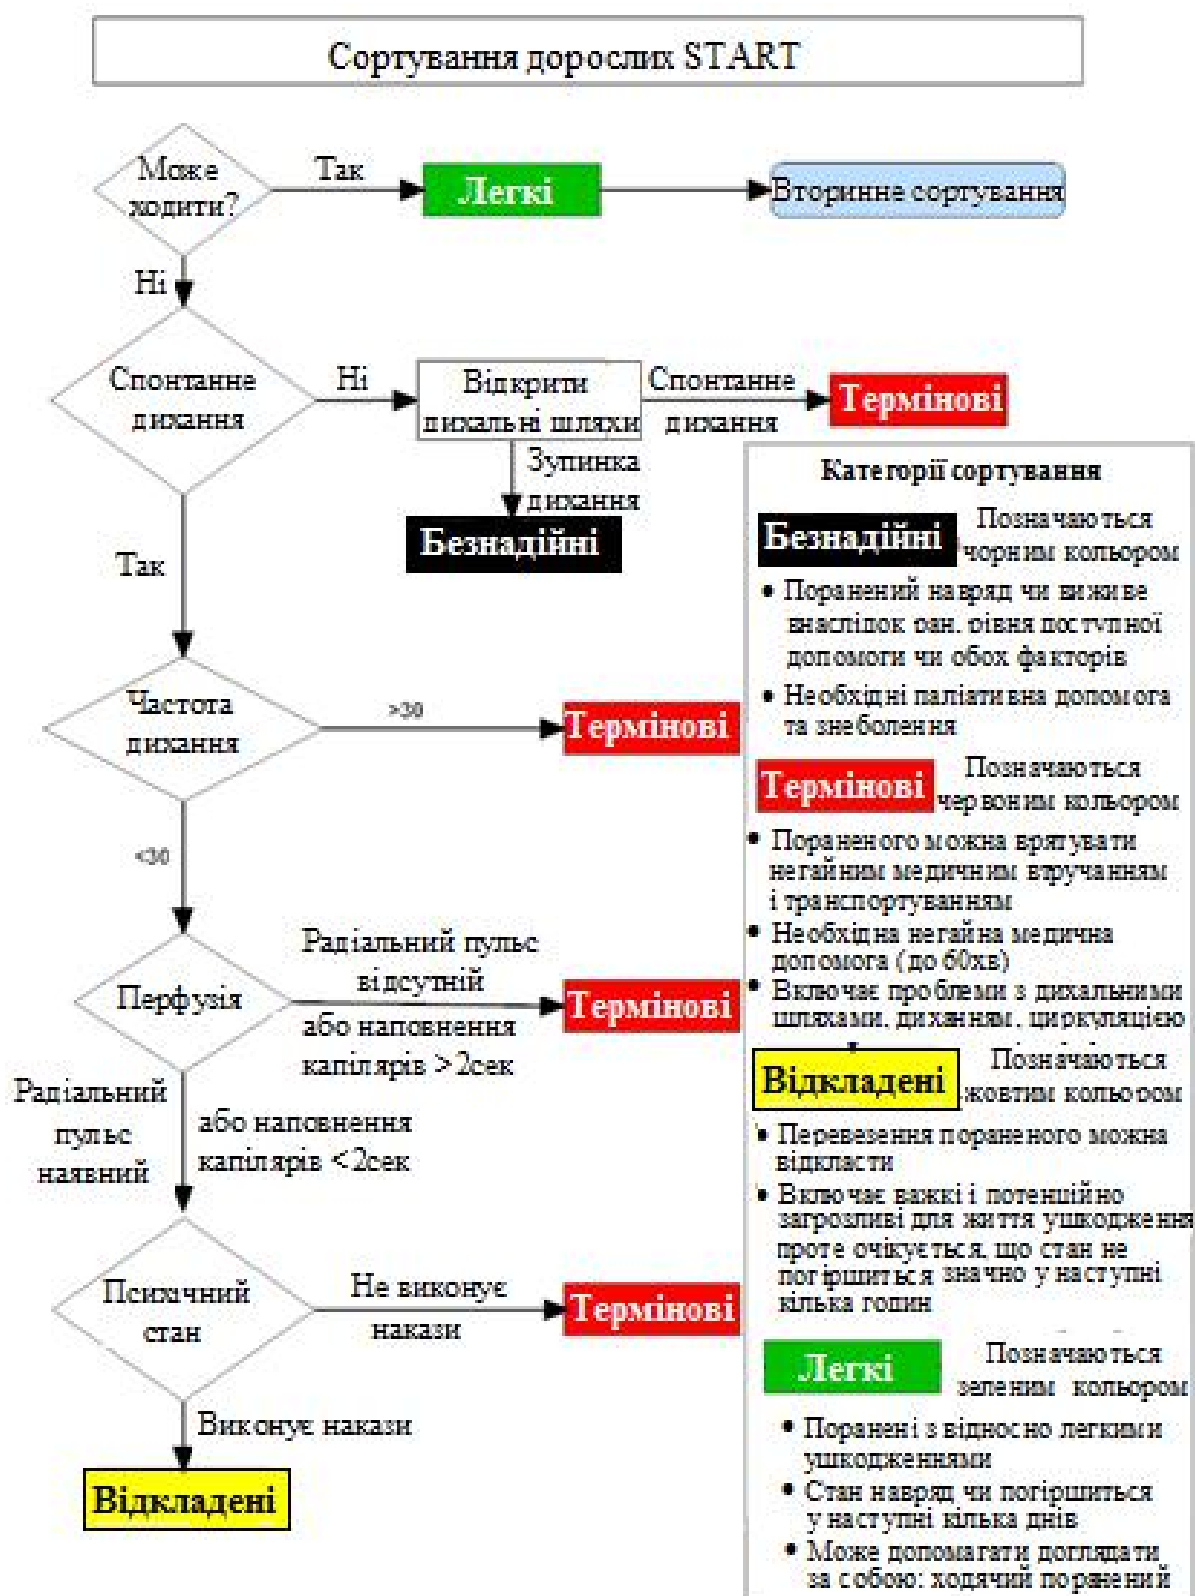 Сортування дорослих START
Може
ходити?
Так
Легкі
Вторинне сортування
Ні
Спонтанне
дихання
Ні
Відкрити
дихальні шляхи
Спонтанне
дихання
Термінові
Зупинка
дихання
Безнадійні
Так
Частота
дихання
>30
Термінові
<30
Перфузія
Радіальний пульс
відсутній
або наповнення
капілярів >2сек
Термінові
Радіальний
пульс
наявний
або наповнення
капілярів <2сек
Психачний
стан
Не виконує
накази
Термінові
Виконує накази
Відкладені
Категорії сортування
Безнадійні
Позначаються
чорним кольором
• Поранений навряд чи виживе
внаслідок ран, рівня доступної
допомоги чи обох факторів
• Необхідні паліативна допомога
та знеболення
Термінові
Позначаються
червоним кольором
• Пораненого можна врятувати
негайним медичним втручанням
і транспортуванням
• Необхідна негайна медична
допомога (до 60хв)
• Включає проблеми з дихальними
шляхами, диханням, циркуляцією
Відкладені
Позначаються
жовтим кольором
• Перевезення пораненого можна
відкласти
• Включає важкі і потенційно
загрозливі для життя ушкодження
проте очікується, що стан не
погіршиться значно у наступні
кілька годин
Легкі
Позначаються
зеленим кольором
• Поранені з відносно легкими
ушкодженнями
• Стан навряд чи погіршиться
у наступні кілька днів
• Може допомагати доглядати
за собою: ходячий поранений